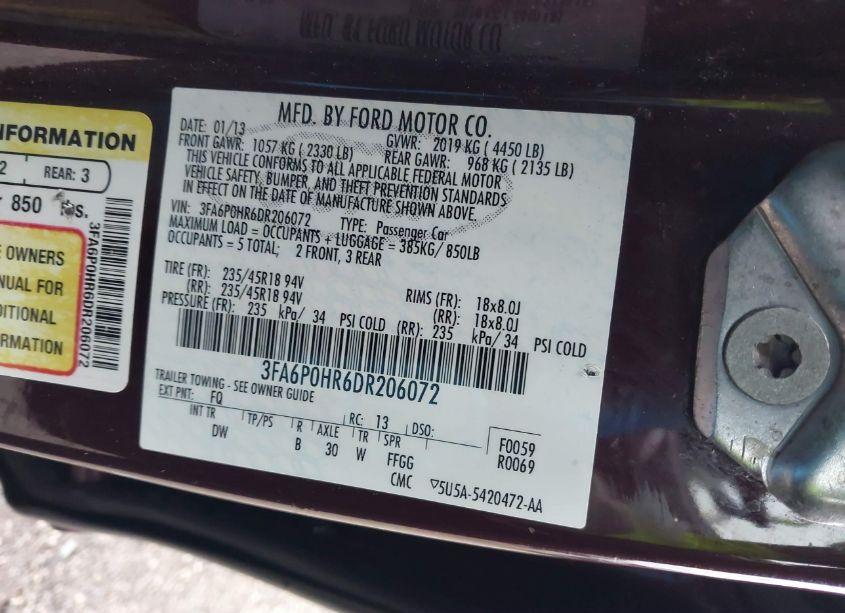 NFORMATION
2
REAR: 3
r 850 lbs.
E OWNERS
NUAL FOR
DITIONAL
FORMATION
3FA6P0HR6DR206072
MFD. BY FORD MOTOR CO.
DATE: 01/13
GVWR: 2019 KG ( 4450 LB)
FRONT GAWR: 1057 KG ( 2330 LB)
REAR GAWR: 968 KG ( 2135 LB)
THIS VEHICLE CONFORMS TO ALL APPLICABLE FEDERAL MOTOR
VEHICLE SAFETY, BUMPER, AND THEFT PREVENTION STANDARDS
IN EFFECT ON THE DATE OF MANUFACTURE SHOWN ABOVE.
VIN: 3FA6P0HR6DR206072
TYPE: Passenger Car
MAXIMUM LOAD = OCCUPANTS + LUGGAGE = 385KG/ 850LB
OCCUPANTS = 5 TOTAL; 2 FRONT, 3 REAR
TIRE (FR): 235/45R18 94V RIMS (FR): 18x8.0J
(RR): 235/45R18 94V (RR): 18x8.0J
PRESSURE (FR): 235 kPa/ 34 PSI COLD (RR): 235 kPa/ 34 PSI COLD
3FA6P0HR6DR206072
TRAILER TOWING - SEE OWNER GUIDE
EXT PNT: FQ RC: 13 DSO: F0059
R0069
INT TR TP/PS R AXLE TR SPR
DW B 30 W FFGG
CMC ▽5U5A-5420472-AA